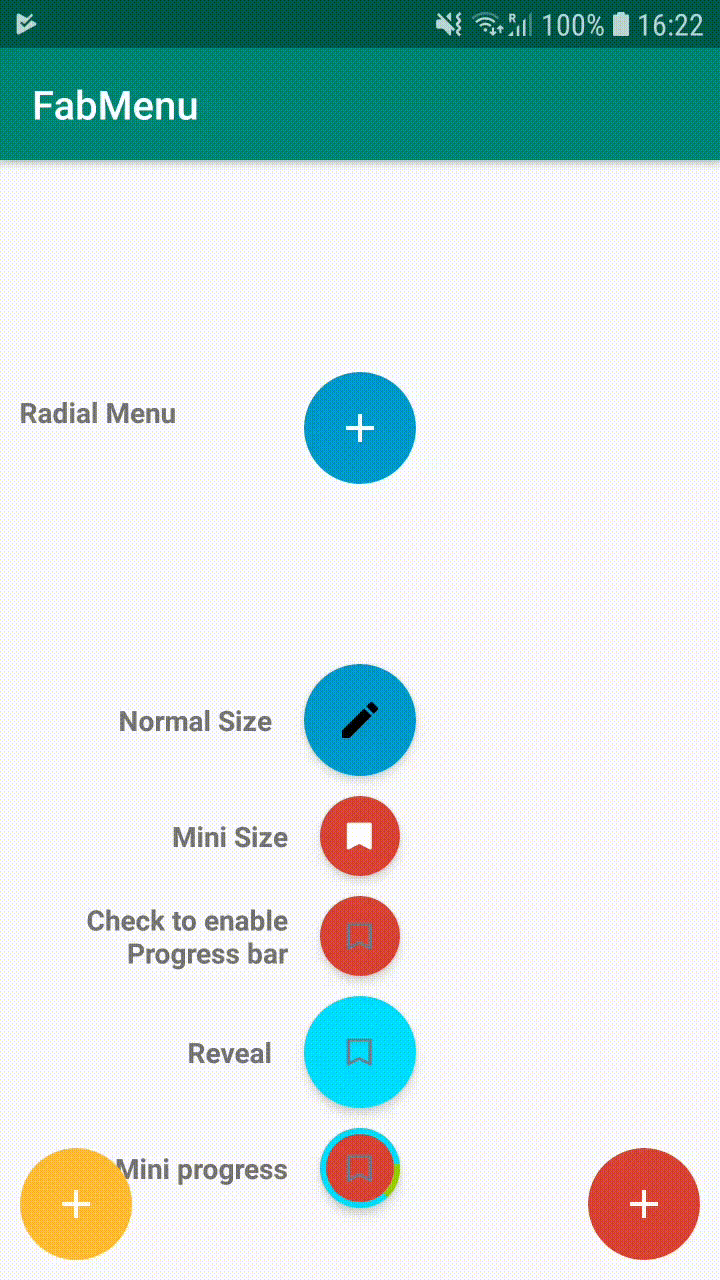 R 100% 16:22
FabMenu
Radial Menu
Normal Size
Mini Size
Check to enable
Progress bar
Reveal
Mini progress